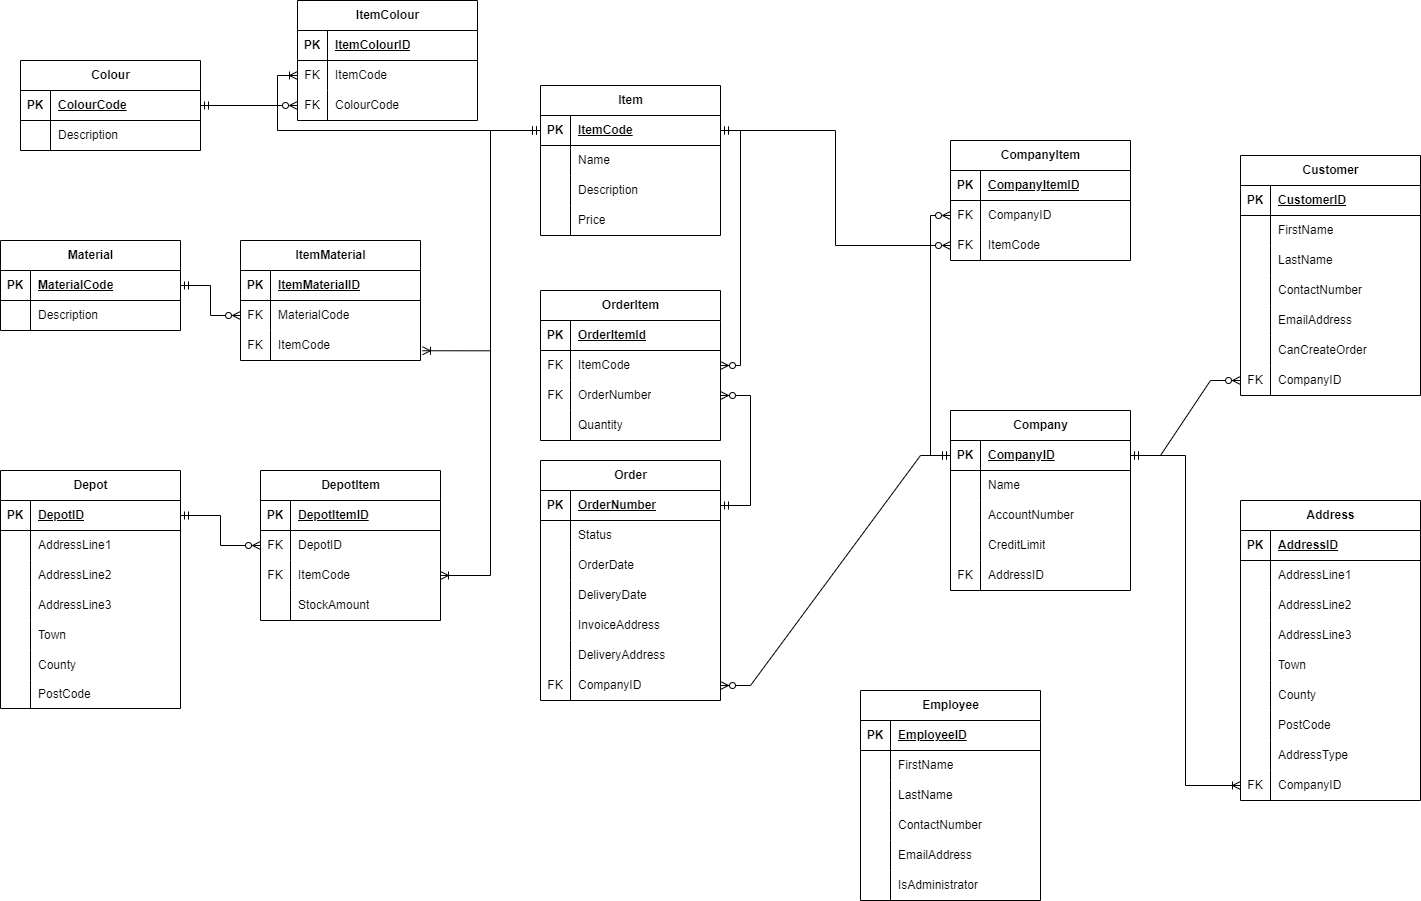 ItemColour
PK ItemColourID
FK ItemCode
FK ColourCode
Colour
PK ColourCode
Description
Item
PK ItemCode
Name
Description
Price
CompanyItem
PK CompanyItemID
FK CompanyID
FK ItemCode
Customer
PK CustomerID
FirstName
LastName
ContactNumber
EmailAddress
CanCreateOrder
FK CompanyID
Material
PK MaterialCode
Description
ItemMaterial
PK ItemMaterialID
FK MaterialCode
FK ItemCode
OrderItem
PK OrderItemId
FK ItemCode
FK OrderNumber
Quantity
Company
PK CompanyID
Name
AccountNumber
CreditLimit
FK AddressID
Depot
PK DepotID
AddressLine1
AddressLine2
AddressLine3
Town
County
PostCode
DepotItem
PK DepotItemID
FK DepotID
FK ItemCode
StockAmount
Order
PK OrderNumber
Status
OrderDate
DeliveryDate
InvoiceAddress
DeliveryAddress
FK CompanyID
Address
PK AddressID
AddressLine1
AddressLine2
AddressLine3
Town
County
PostCode
AddressType
FK CompanyID
Employee
PK EmployeeID
FirstName
LastName
ContactNumber
EmailAddress
IsAdministrator